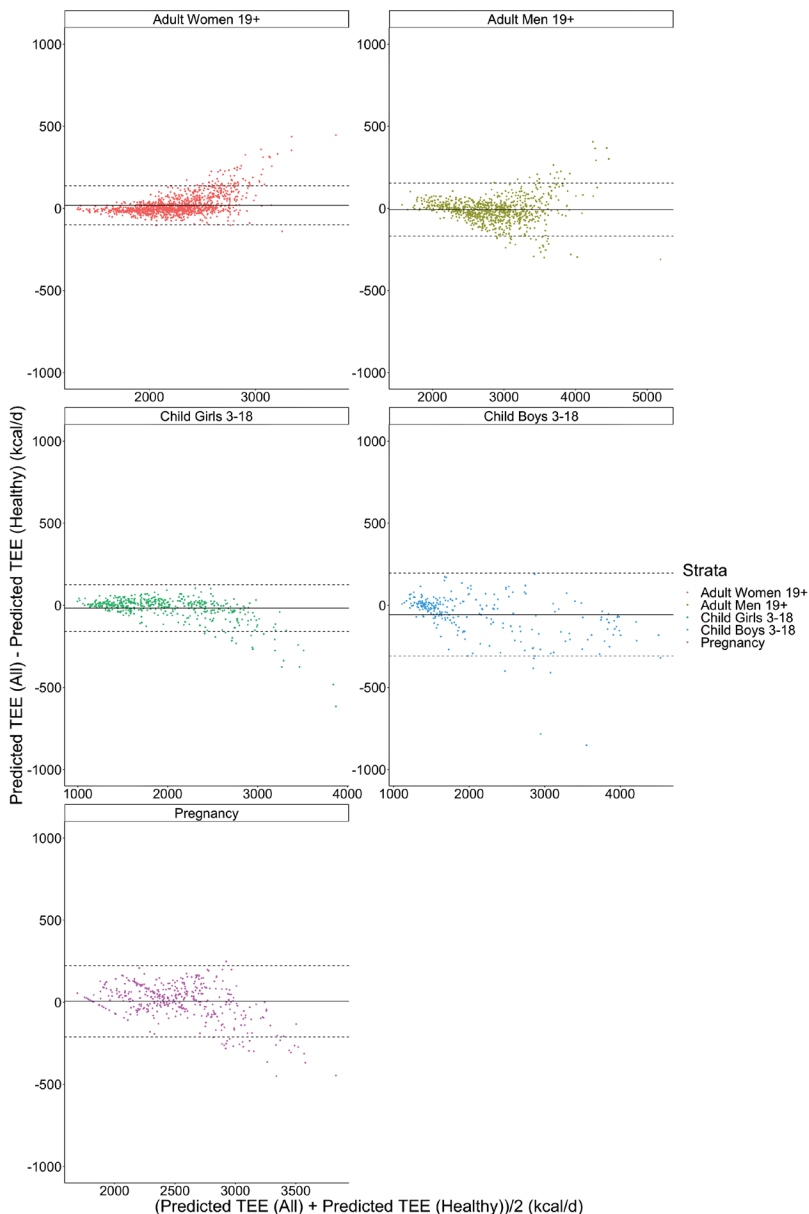 Adult Women 19+
Adult Men 19+
1000
500
0
-500
-1000
2000 3000
1000
500
0
-500
-1000
2000 3000 4000 5000
Child Girls 3-18
Child Boys 3-18
1000
500
0
-500
-1000
1000 2000 3000 4000
1000
500
0
-500
-1000
1000 2000 3000 4000
Pregnancy
1000
500
0
-500
-1000
2000 2500 3000 3500
Predicted TEE (All) - Predicted TEE (Healthy) (kcal/d)
(Predicted TEE (All) + Predicted TEE (Healthy))/2 (kcal/d)
Strata
Adult Women 19+
Adult Men 19+
Child Girls 3-18
Child Boys 3-18
Pregnancy